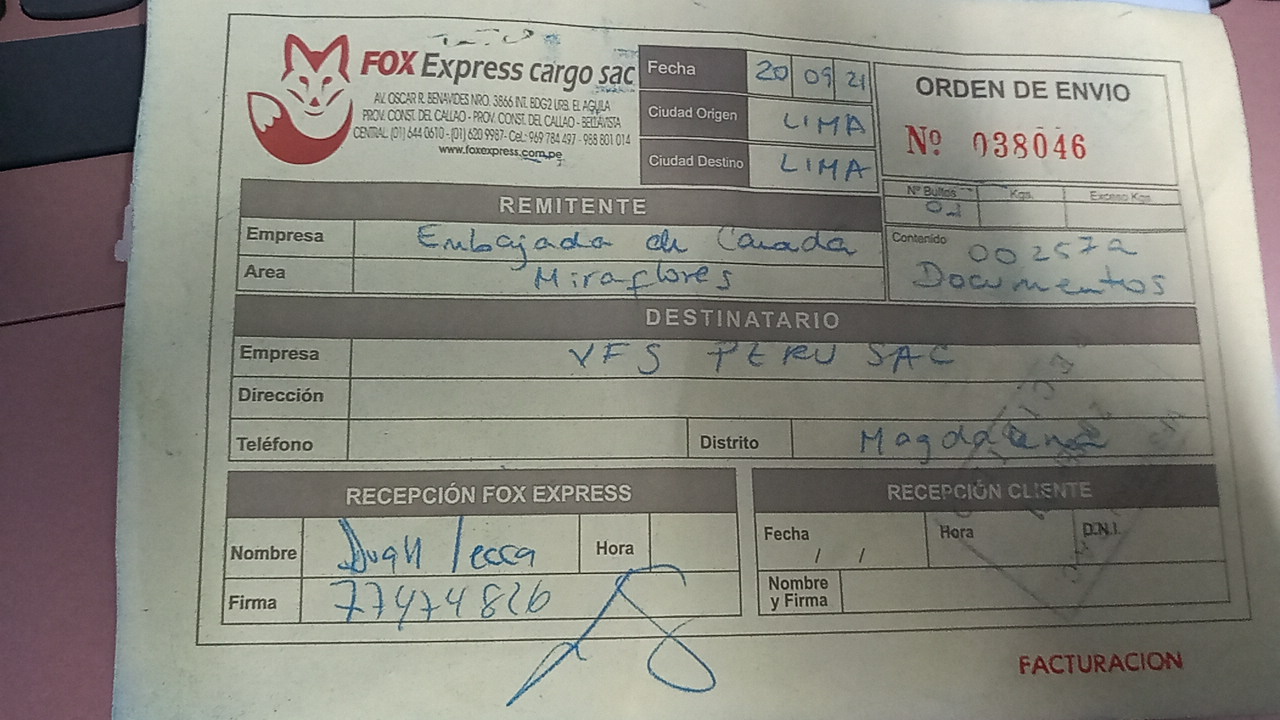 FOX Express cargo sac
AV. OSCAR R. BENAVIDES NRO. 3866 INT. BDG2 URB. EL AGUILA
PROV. CONST. DEL CALLAO - PROV. CONST. DEL CALLAO - BELLAVISTA
CENTRAL: (01) 644 0610 - (01) 620 9987 - Cel.: 969 784 497 - 988 801 014
www.foxexpress.com.pe
Fecha 20 09 21
Ciudad Origen LIMA
Ciudad Destino LIMA
ORDEN DE ENVIO
Nº 038046
Nº Bultos Kgs. Exceso Kgs.
01
Contenido 002572
Documentos
REMITENTE
Empresa Embajada de Canada
Area Miraflores
DESTINATARIO
Empresa VFS PERU SAC
Dirección
Teléfono Distrito Magdalena
RECEPCIÓN FOX EXPRESS
Nombre Juan Hora
Firma 77474826
RECEPCIÓN CLIENTE
Fecha / / Hora D.N.I.
Nombre
y Firma
FACTURACION